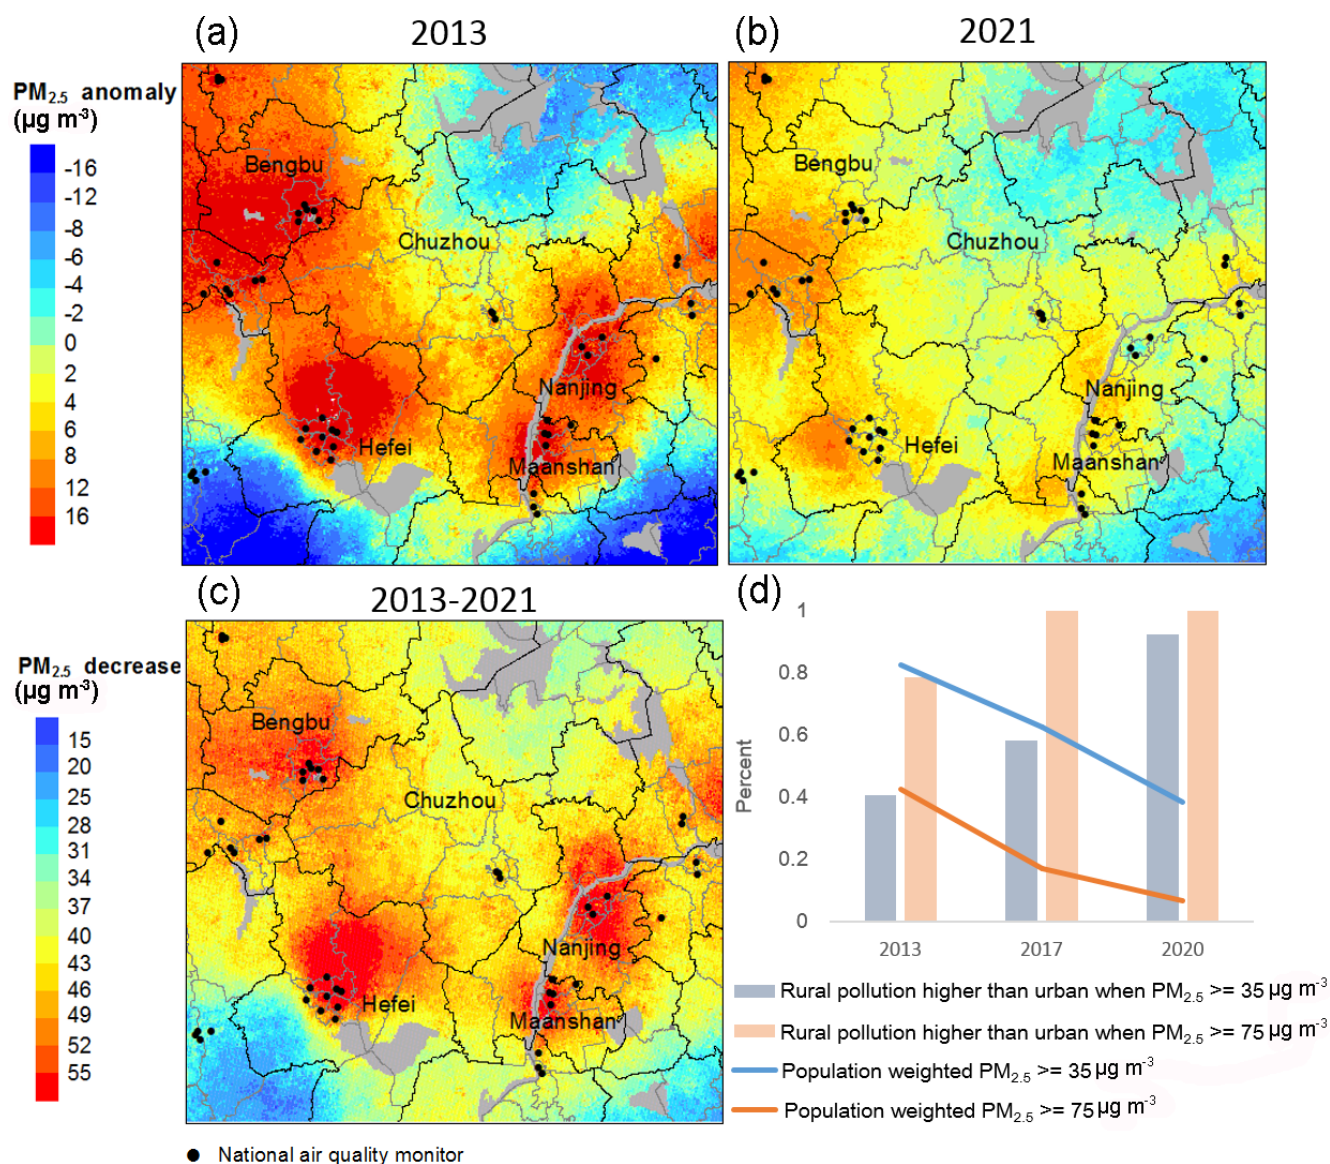 (a) 2013
(b) 2021
PM2.5 anomaly
(µg m-3)
-16
-12
-8
-6
-4
-2
0
2
4
6
8
12
16
Bengbu
Chuzhou
Nanjing
Hefei
Maanshan
Bengbu
Chuzhou
Nanjing
Hefei
Maanshan
(c) 2013-2021
PM2.5 decrease
(µg m-3)
15
20
25
28
31
34
37
40
43
46
49
52
55
Bengbu
Chuzhou
Nanjing
Hefei
Maanshan
National air quality monitor
(d)
Percent
1
0.8
0.6
0.4
0.2
0
2013 2017 2020
Rural pollution higher than urban when PM2.5 >= 35 µg m-3
Rural pollution higher than urban when PM2.5 >= 75 µg m-3
Population weighted PM2.5 >= 35 µg m-3
Population weighted PM2.5 >= 75 µg m-3